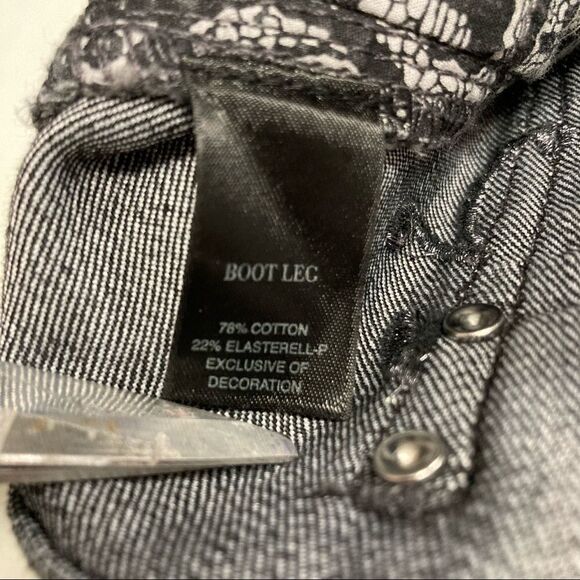 BOOT LEG
78% COTTON
22% ELASTERELL-P
EXCLUSIVE OF
DECORATION